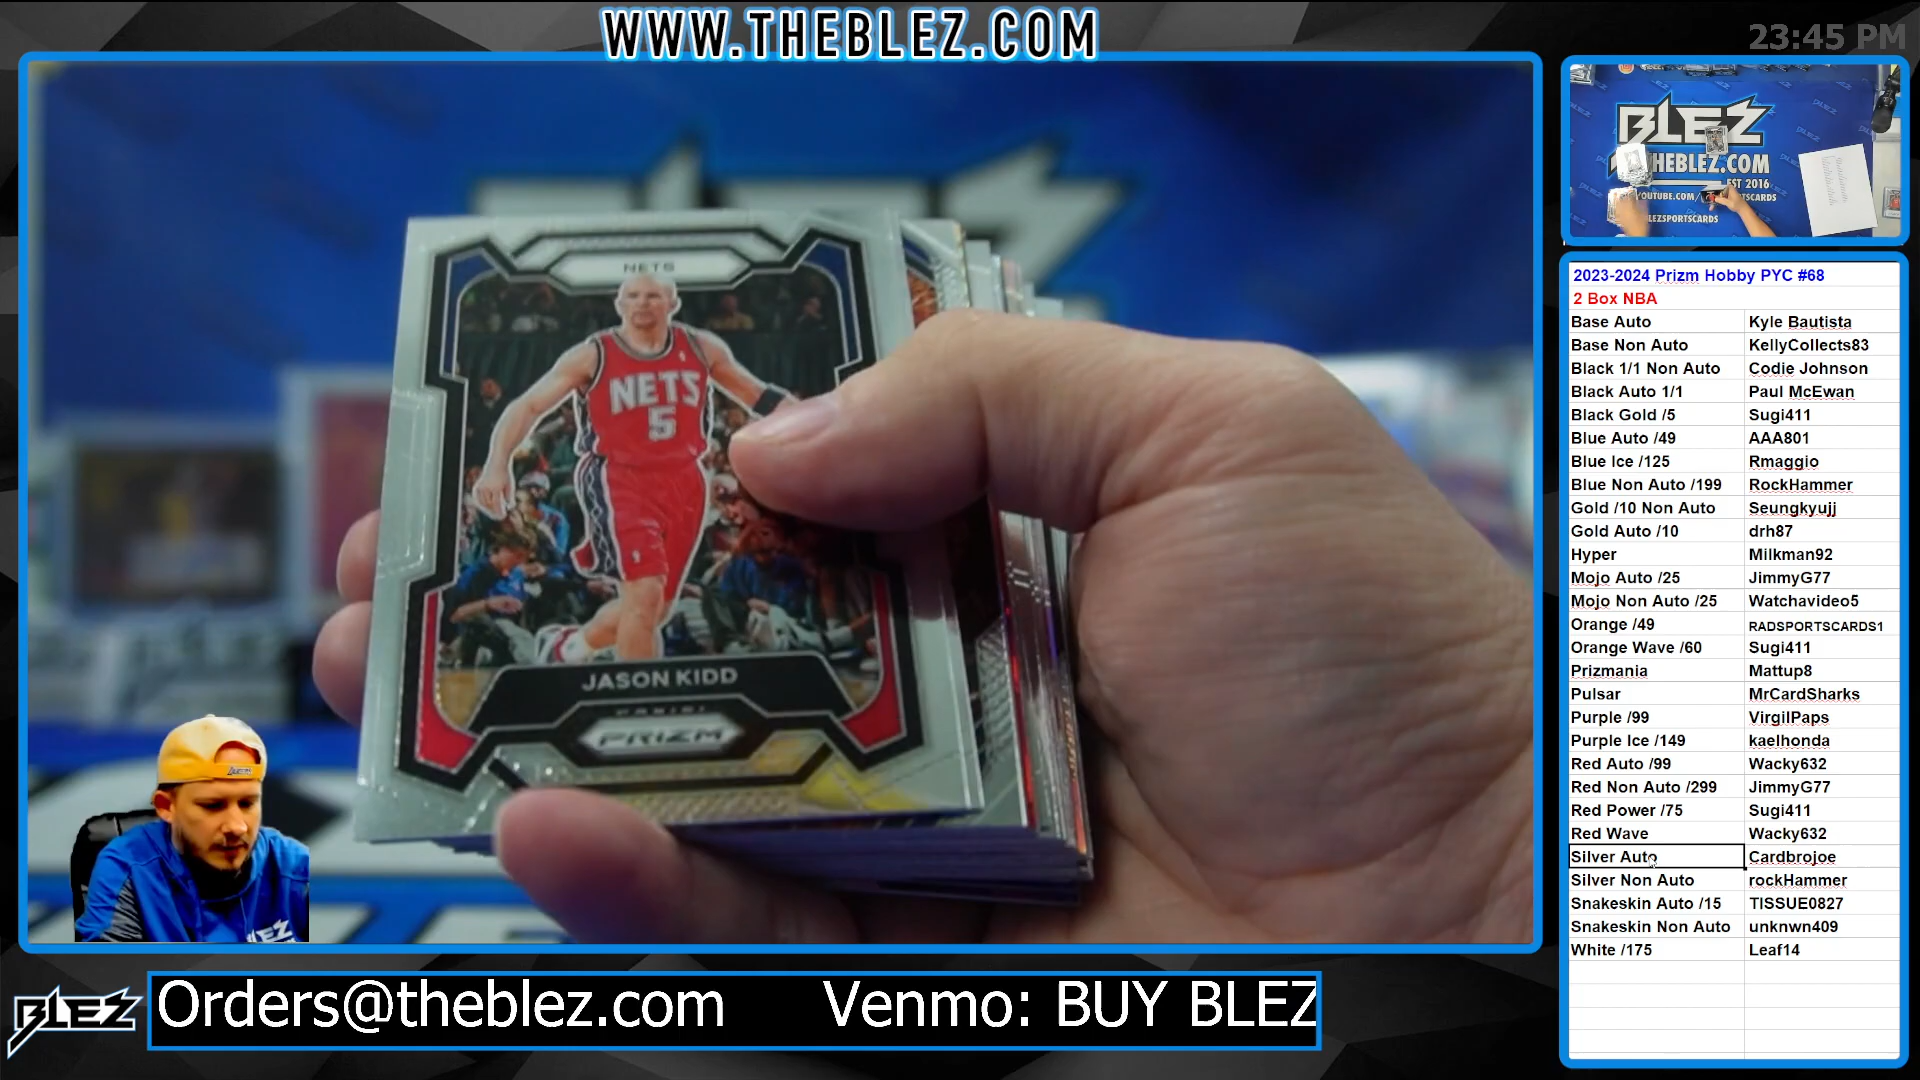 WWW.THEBLEZ.COM
23:45 PM
NETS
NETS
5
JASON KIDD
PANINI
PRIZM
BLEZ
THEBLEZ.COM
EST 2016
YOUTUBE.COM/
BLEZSPORTSCARDS
2023-2024 Prizm Hobby PYC #68
2 Box NBA
Base Auto Kyle Bautista
Base Non Auto KellyCollects83
Black 1/1 Non Auto Codie Johnson
Black Auto 1/1 Paul McEwan
Black Gold /5 Sugi411
Blue Auto /49 AAA801
Blue Ice /125 Rmaggio
Blue Non Auto /199 RockHammer
Gold /10 Non Auto Seungkyujj
Gold Auto /10 drh87
Hyper Milkman92
Mojo Auto /25 JimmyG77
Mojo Non Auto /25 Watchavideo5
Orange /49 RADSPORTSCARDS1
Orange Wave /60 Sugi411
Prizmania Mattup8
Pulsar MrCardSharks
Purple /99 VirgilPaps
Purple Ice /149 kaelhonda
Red Auto /99 Wacky632
Red Non Auto /299 JimmyG77
Red Power /75 Sugi411
Red Wave Wacky632
Silver Auto Cardbrojoe
Silver Non Auto rockHammer
Snakeskin Auto /15 TISSUE0827
Snakeskin Non Auto unknwn409
White /175 Leaf14
BLEZ
Orders@theblez.com Venmo: BUY BLEZ